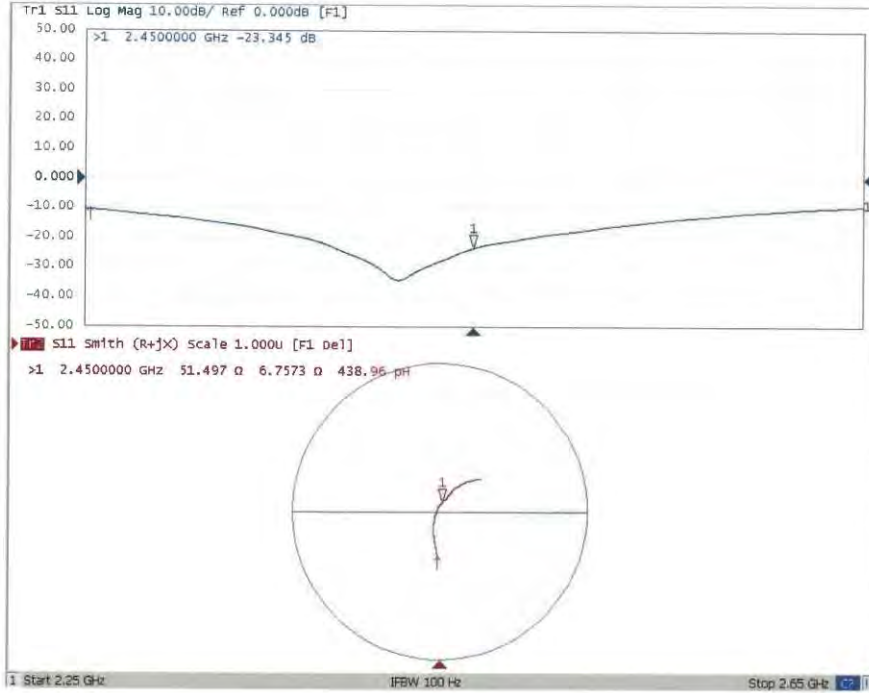 Tr1 S11 Log Mag 10.00dB/ Ref 0.000dB [F1]
50.00
>1 2.4500000 GHz -23.345 dB
40.00
30.00
20.00
10.00
0.000
-10.00
1
-20.00
1
-30.00
-40.00
-50.00
S11 Smith (R+jX) Scale 1.000U [F1 Del]
>1 2.4500000 GHz 51.497 Ω 6.7573 Ω 438.96 pH
1
1 Start 2.25 GHz IFBW 100 Hz Stop 2.65 GHz C?